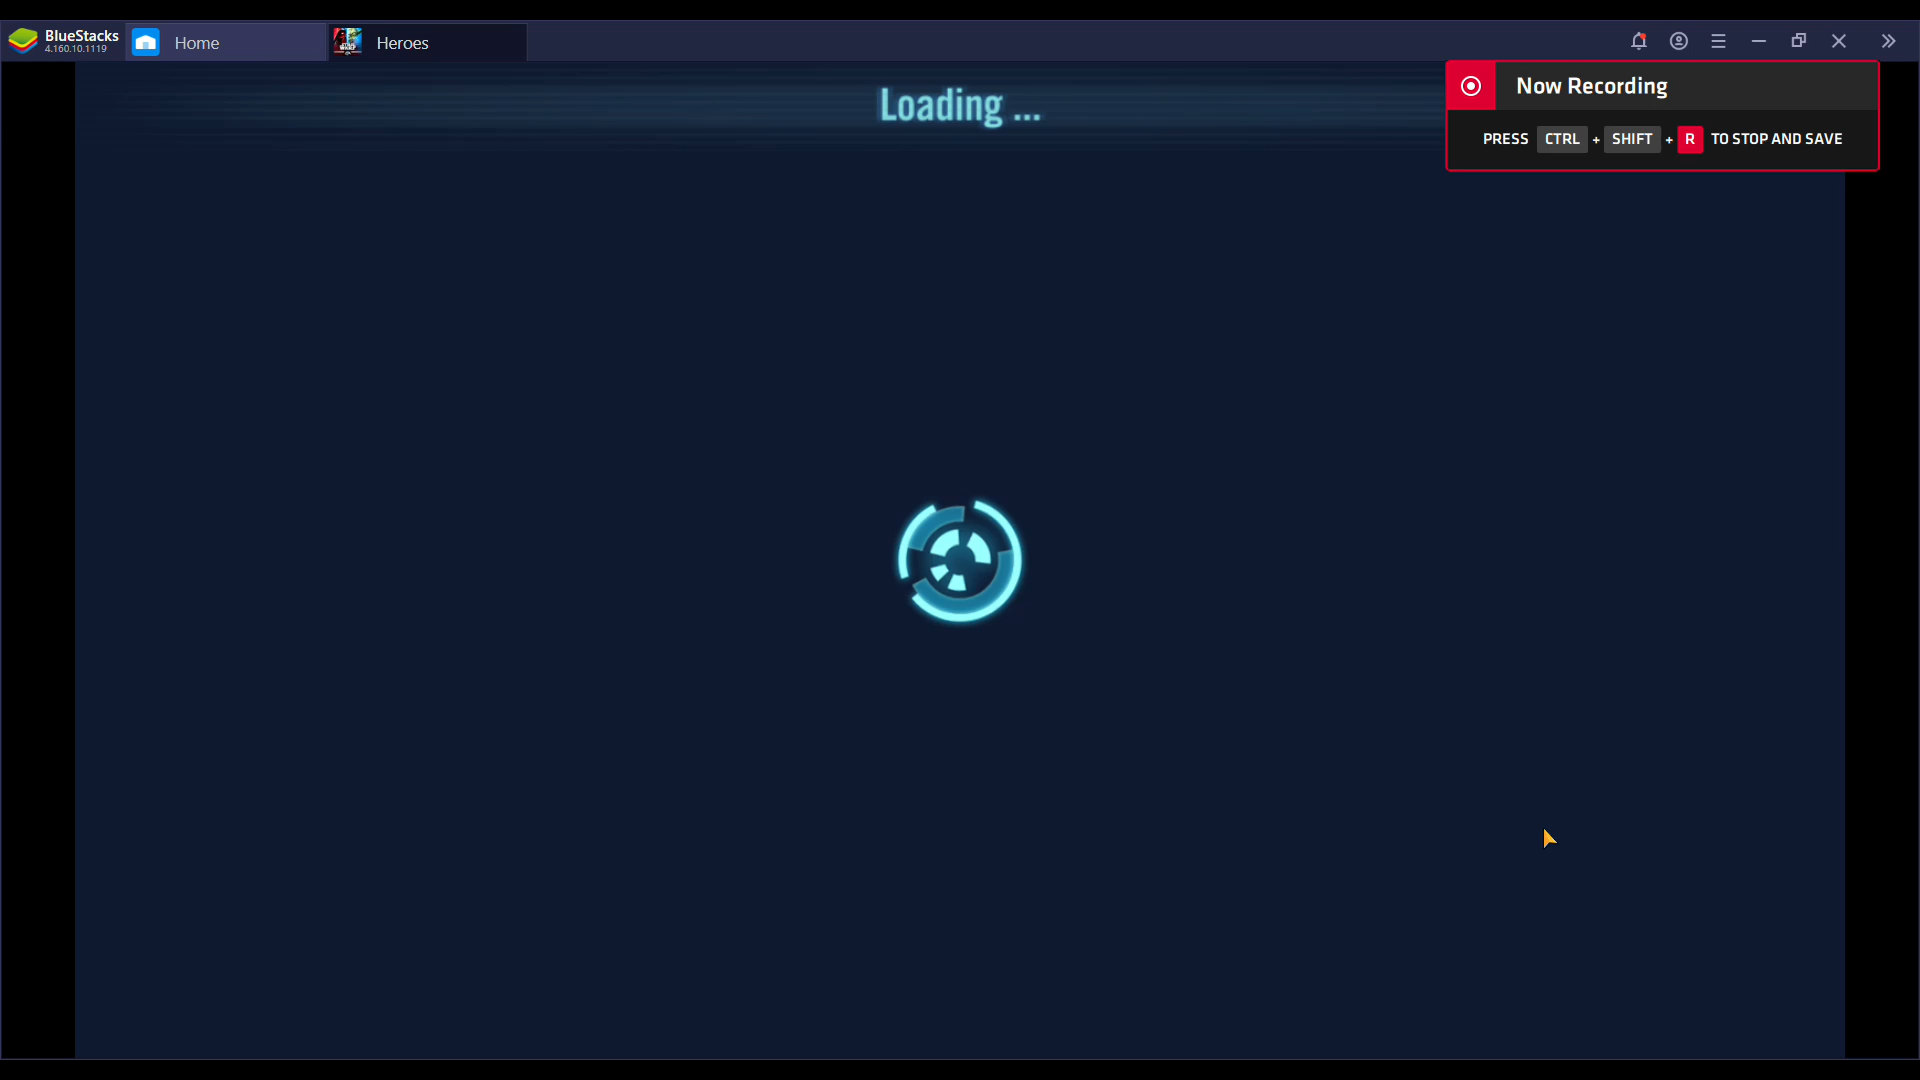 BlueStacks
4.160.10.1119
Home
Heroes
Loading ...
Now Recording
PRESS CTRL + SHIFT + R TO STOP AND SAVE